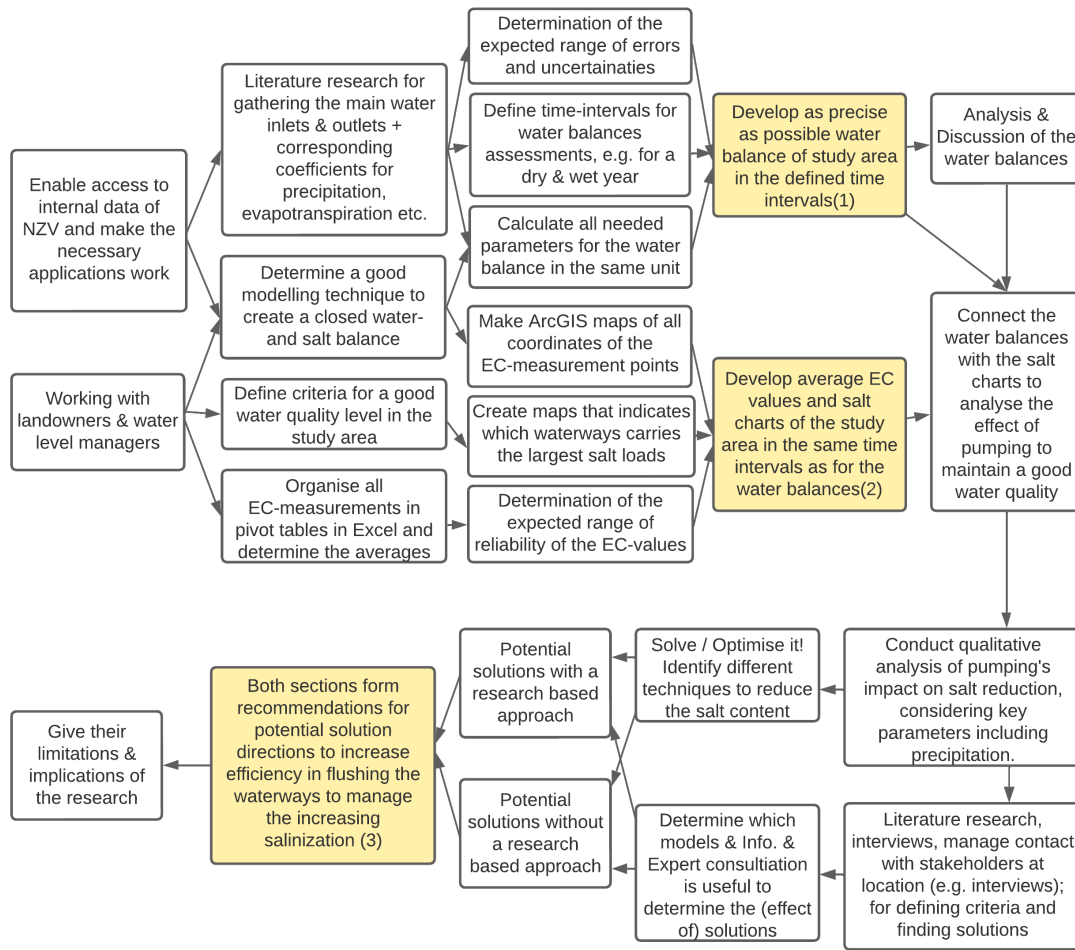 Enable access to
internal data of
NZV and make the
necessary
applications work
Working with
landowners & water
level managers
Literature research for
gathering the main water
inlets & outlets +
corresponding
coefficients for
precipitation,
evapotranspiration etc.
Determine a good
modelling technique to
create a closed water-
and salt balance
Define criteria for a good
water quality level in the
study area
Organise all
EC-measurements in
pivot tables in Excel and
determine the averages
Determination of the
expected range of errors
and uncertainaties
Define time-intervals for
water balances
assessments, e.g. for a
dry & wet year
Calculate all needed
parameters for the water
balance in the same unit
Make ArcGIS maps of all
coordinates of the
EC-measurement points
Create maps that indicates
which waterways carries
the largest salt loads
Determination of the
expected range of
reliability of the EC-values
Develop as precise
as possible water
balance of study area
in the defined time
intervals(1)
Develop average EC
values and salt
charts of the study
area in the same time
intervals as for the
water balances(2)
Analysis &
Discussion of the
water balances
Connect the
water balances
with the salt
charts to
analyse the
effect of
pumping to
maintain a good
water quality
Conduct qualitative
analysis of pumping's
impact on salt reduction,
considering key
parameters including
precipitation.
Literature research,
interviews, manage contact
with stakeholders at
location (e.g. interviews);
for defining criteria and
finding solutions
Solve / Optimise it!
Identify different
techniques to reduce
the salt content
Determine which
models & Info. &
Expert consultiation
is useful to
determine the (effect
of) solutions
Potential
solutions with a
research based
approach
Potential
solutions without
a research
based approach
Both sections form
recommendations for
potential solution
directions to increase
efficiency in flushing the
waterways to manage
the increasing
salinization (3)
Give their
limitations &
implications of
the research